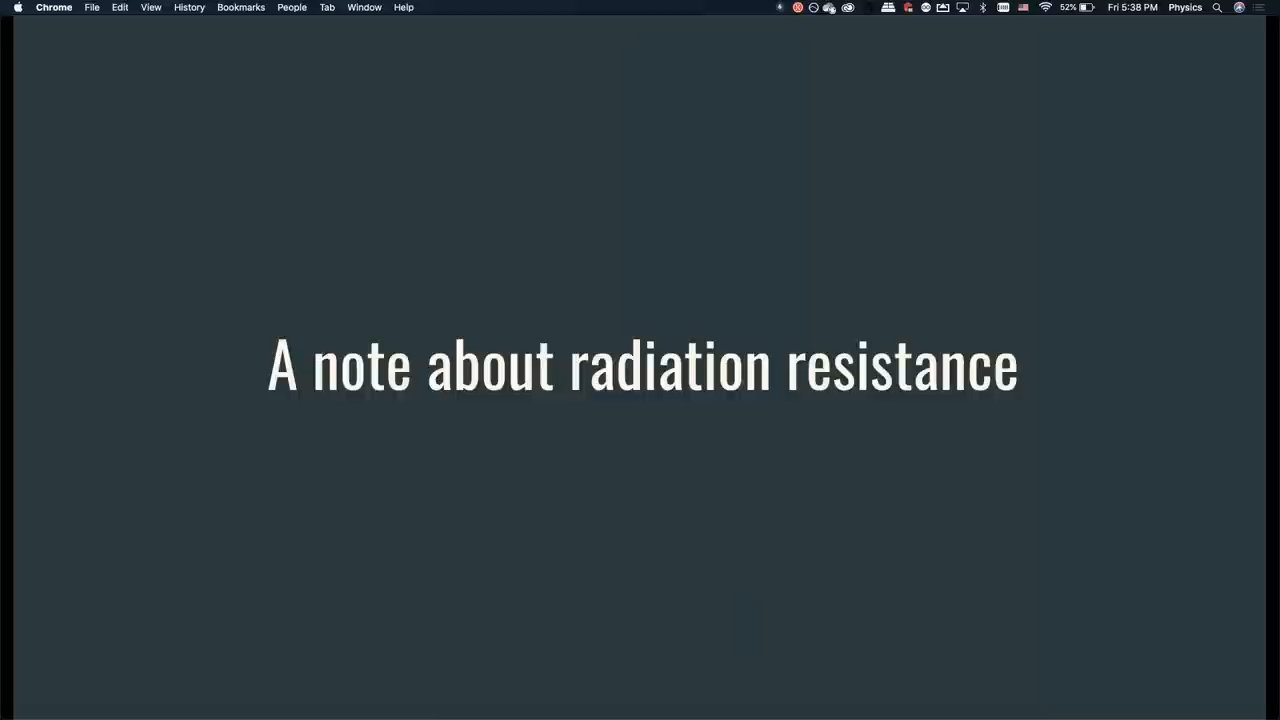 Chrome File Edit View History Bookmarks People Tab Window Help 52% Fri 5:38 PM Physics
A note about radiation resistance